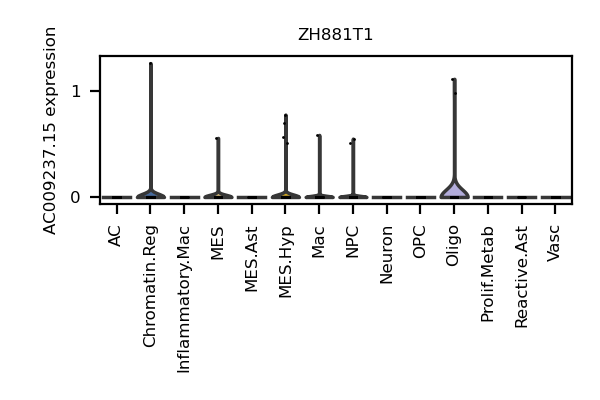 ZH881T1
AC009237.15 expression
1
0
AC
Chromatin.Reg
Inflammatory.Mac
MES
MES.Ast
MES.Hyp
Mac
NPC
Neuron
OPC
Oligo
Prolif.Metab
Reactive.Ast
Vasc